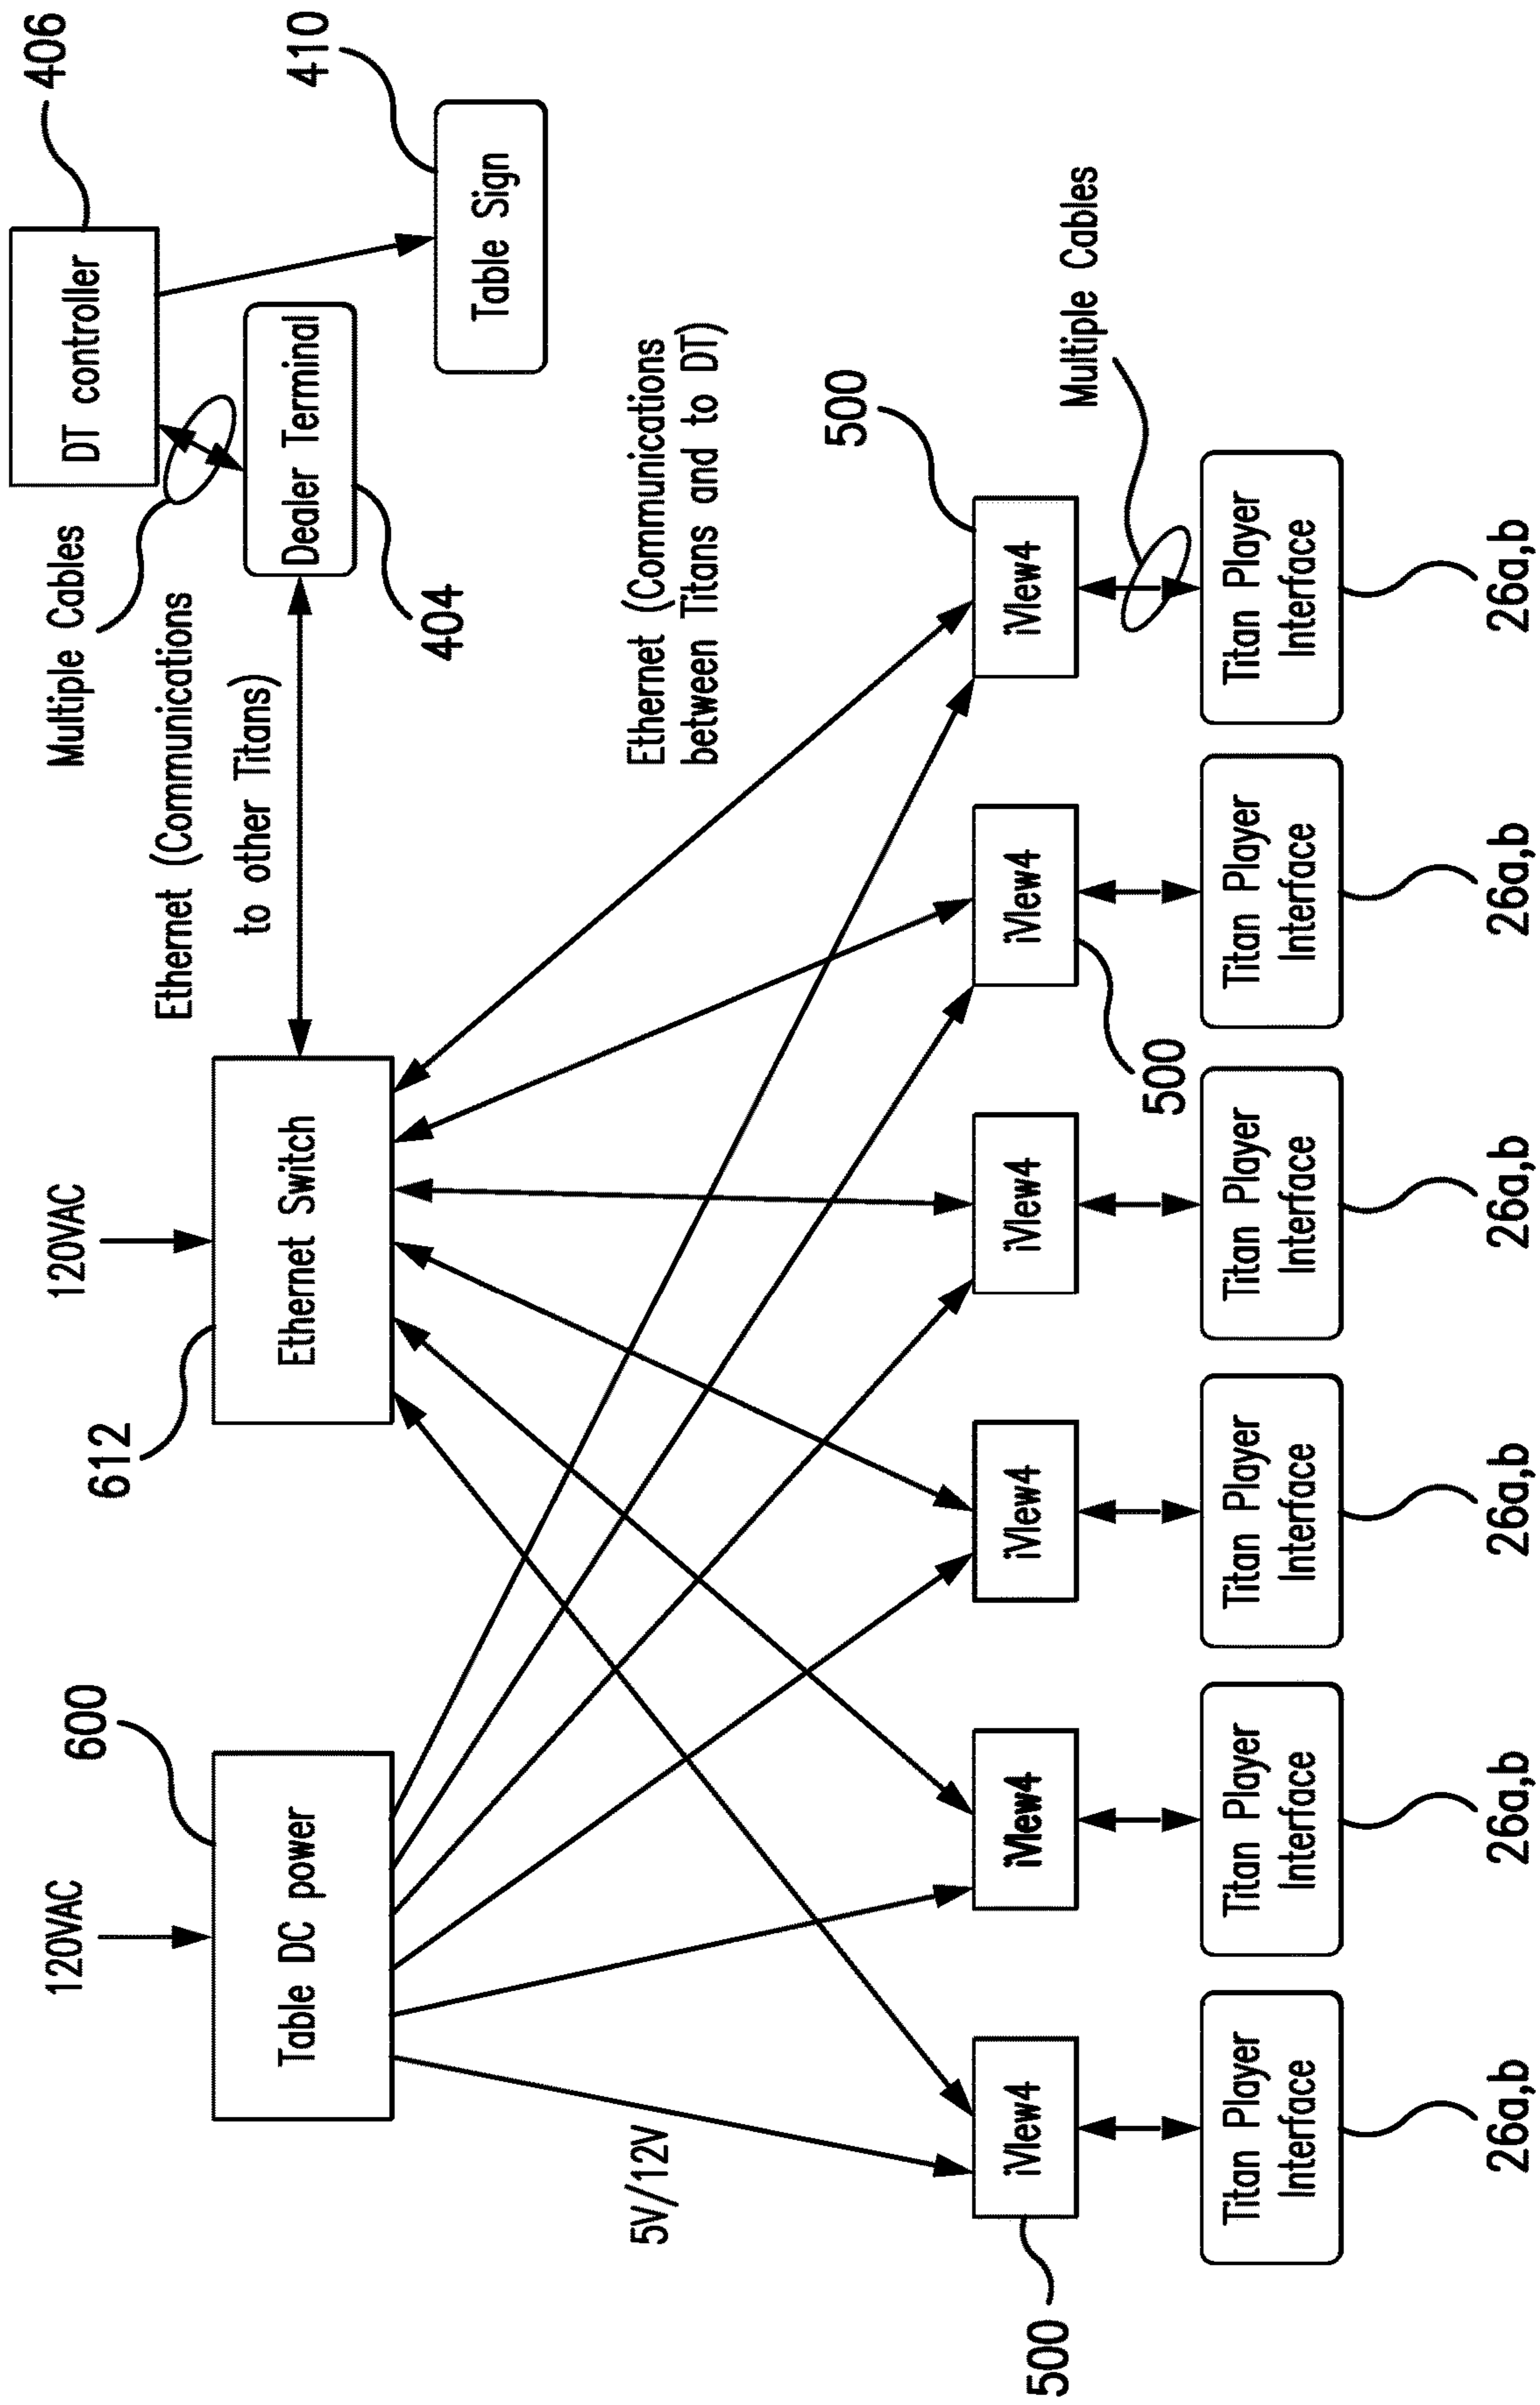 120VAC
600
Table DC power
120VAC
612
Ethernet Switch
Ethernet (Communications
to other Titans)
Multiple Cables
DT controller
406
Dealer Terminal
404
Table Sign
410
5V/12V
Ethernet (Communications
between Titans and to DT)
500
iView4
iView4
iView4
iView4
iView4
500
iView4
500
Multiple Cables
Titan Player
Interface
Titan Player
Interface
Titan Player
Interface
Titan Player
Interface
Titan Player
Interface
Titan Player
Interface
26a,b
26a,b
26a,b
26a,b
26a,b
26a,b